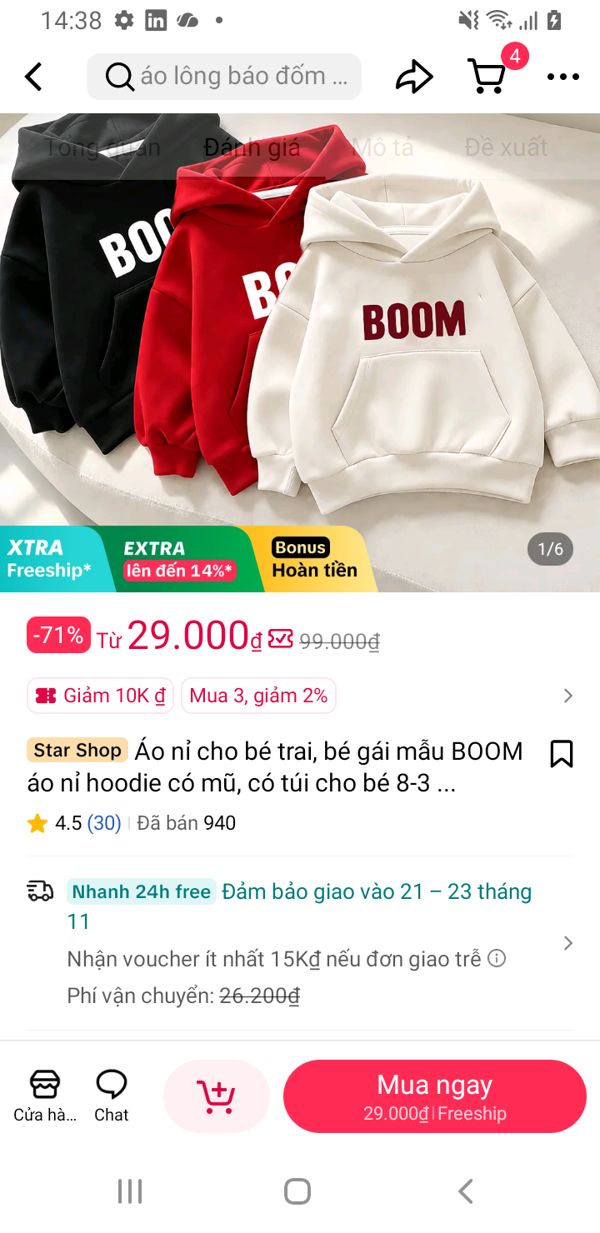 14:38
áo lông báo đốm ...
4
Tổng quan Đánh giá Mô tả Đề xuất
BOO
BO
BOOM
XTRA
Freeship*
EXTRA
lên đến 14%*
Bonus
Hoàn tiền
1/6
-71% Từ 29.000₫ 99.000₫
Giảm 10K ₫ Mua 3, giảm 2%
Star Shop Áo nỉ cho bé trai, bé gái mẫu BOOM
áo nỉ hoodie có mũ, có túi cho bé 8-3 ...
4.5 (30) Đã bán 940
Nhanh 24h free Đảm bảo giao vào 21 – 23 tháng
11
Nhận voucher ít nhất 15K₫ nếu đơn giao trễ
Phí vận chuyển: 26.200₫
Cửa hà... Chat
Mua ngay
29.000₫ | Freeship